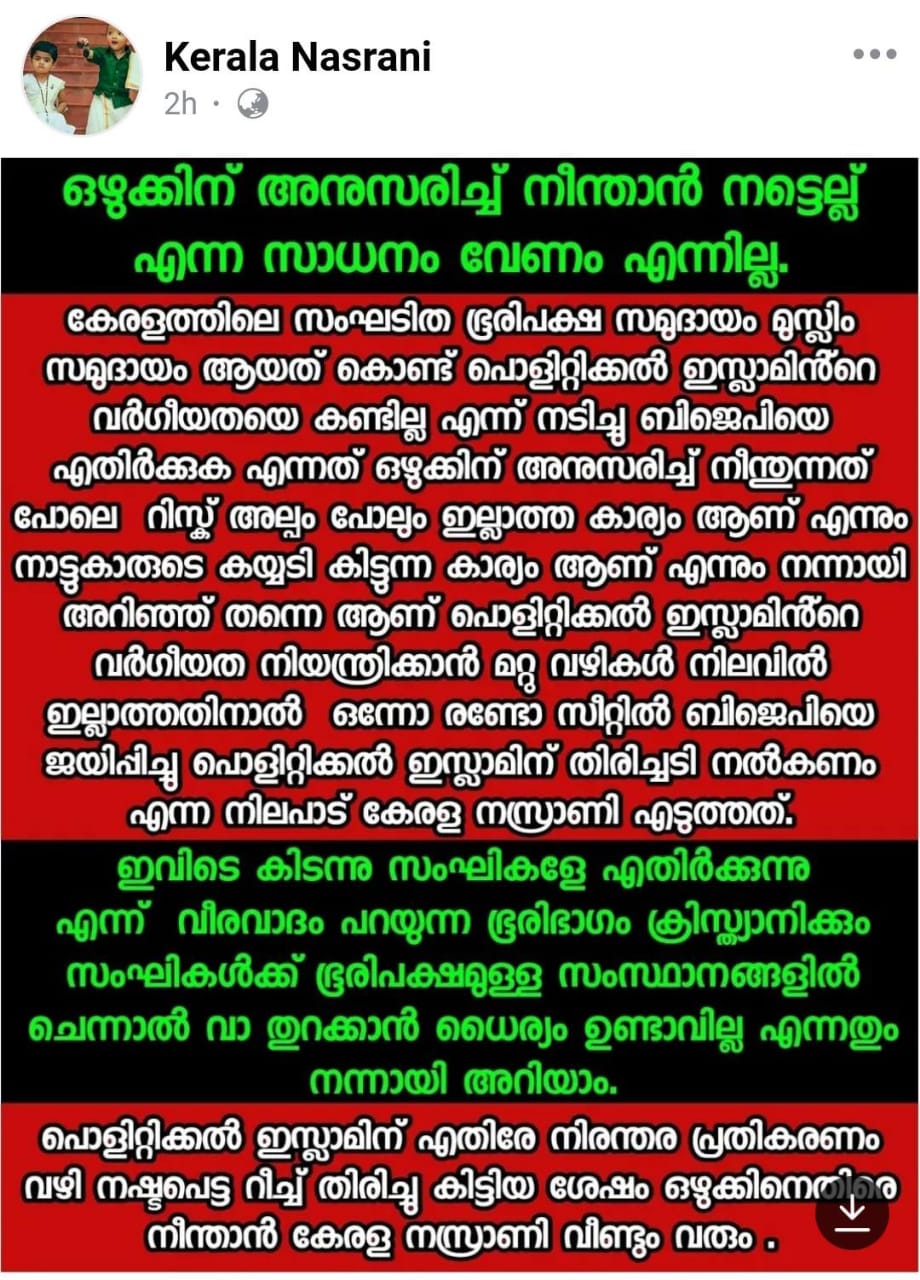 Kerala Nasrani
2h ·
ഒഴുക്കിന് അനുസരിച്ച് നീന്താൻ നട്ടെല്ല്
എന്ന സാധനം വേണം എന്നില്ല.
കേരളത്തിലെ സംഘടിത ഭൂരിപക്ഷ സമുദായം മുസ്ലിം
സമുദായം ആയത് കൊണ്ട് പൊളിറ്റിക്കൽ ഇസ്ലാമിൻ്റെ
വർഗീയതയെ കണ്ടില്ല എന്ന് നടിച്ചു ബിജെപിയെ
എതിർക്കുക എന്നത് ഒഴുക്കിന് അനുസരിച്ച് നീന്തുന്നത്
പോലെ റിസ്ക് അല്പം പോലും ഇല്ലാത്ത കാര്യം ആണ് എന്നും
നാട്ടുകാരുടെ കയ്യടി കിട്ടുന്ന കാര്യം ആണ് എന്നും നന്നായി
അറിഞ്ഞ് തന്നെ ആണ് പൊളിറ്റിക്കൽ ഇസ്ലാമിൻ്റെ
വർഗീയത നിയന്ത്രിക്കാൻ മറ്റു വഴികൾ നിലവിൽ
ഇല്ലാത്തതിനാൽ ഒന്നോ രണ്ടോ സീറ്റിൽ ബിജെപിയെ
ജയിപ്പിച്ചു പൊളിറ്റിക്കൽ ഇസ്ലാമിന് തിരിച്ചടി നൽകണം
എന്ന നിലപാട് കേരള നസ്രാണി എടുത്തത്.
ഇവിടെ കിടന്നു സംഘികളേ എതിർക്കുന്നു
എന്ന് വീരവാദം പറയുന്ന ഭൂരിഭാഗം ക്രിസ്ത്യാനിക്കും
സംഘികൾക്ക് ഭൂരിപക്ഷമുള്ള സംസ്ഥാനങ്ങളിൽ
ചെന്നാൽ വാ തുറക്കാൻ ധൈര്യം ഉണ്ടാവില്ല എന്നതും
നന്നായി അറിയാം.
പൊളിറ്റിക്കൽ ഇസ്ലാമിന് എതിരേ നിരന്തര പ്രതികരണം
വഴി നഷ്ടപെട്ട റീച്ച് തിരിച്ചു കിട്ടിയ ശേഷം ഒഴുക്കിനെതിരെ
നീന്താൻ കേരള നസ്രാണി വീണ്ടും വരും .